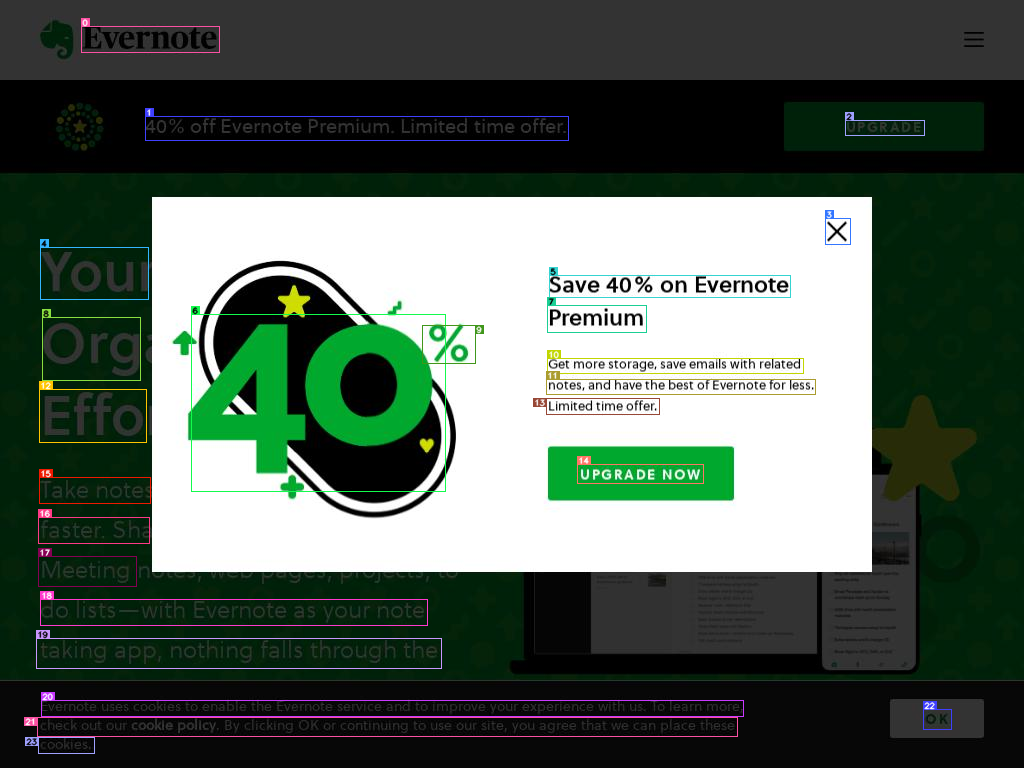 Evernote
40% off Evernote Premium. Limited time offer.
UPGRADE
Save 40% on Evernote
Premium
40%
Get more storage, save emails with related
notes, and have the best of Evernote for less.
Limited time offer.
UPGRADE NOW
Your
Take notes
faster.
Meeting notes, web pages, projects, to
do lists—with Evernote as your note
taking app, nothing falls through the
Evernote uses cookies to enable the Evernote service and to improve your experience with us. To learn more,
check out our cookie policy. By clicking OK or continuing to use our site, you agree that we can place these
cookies.
OK